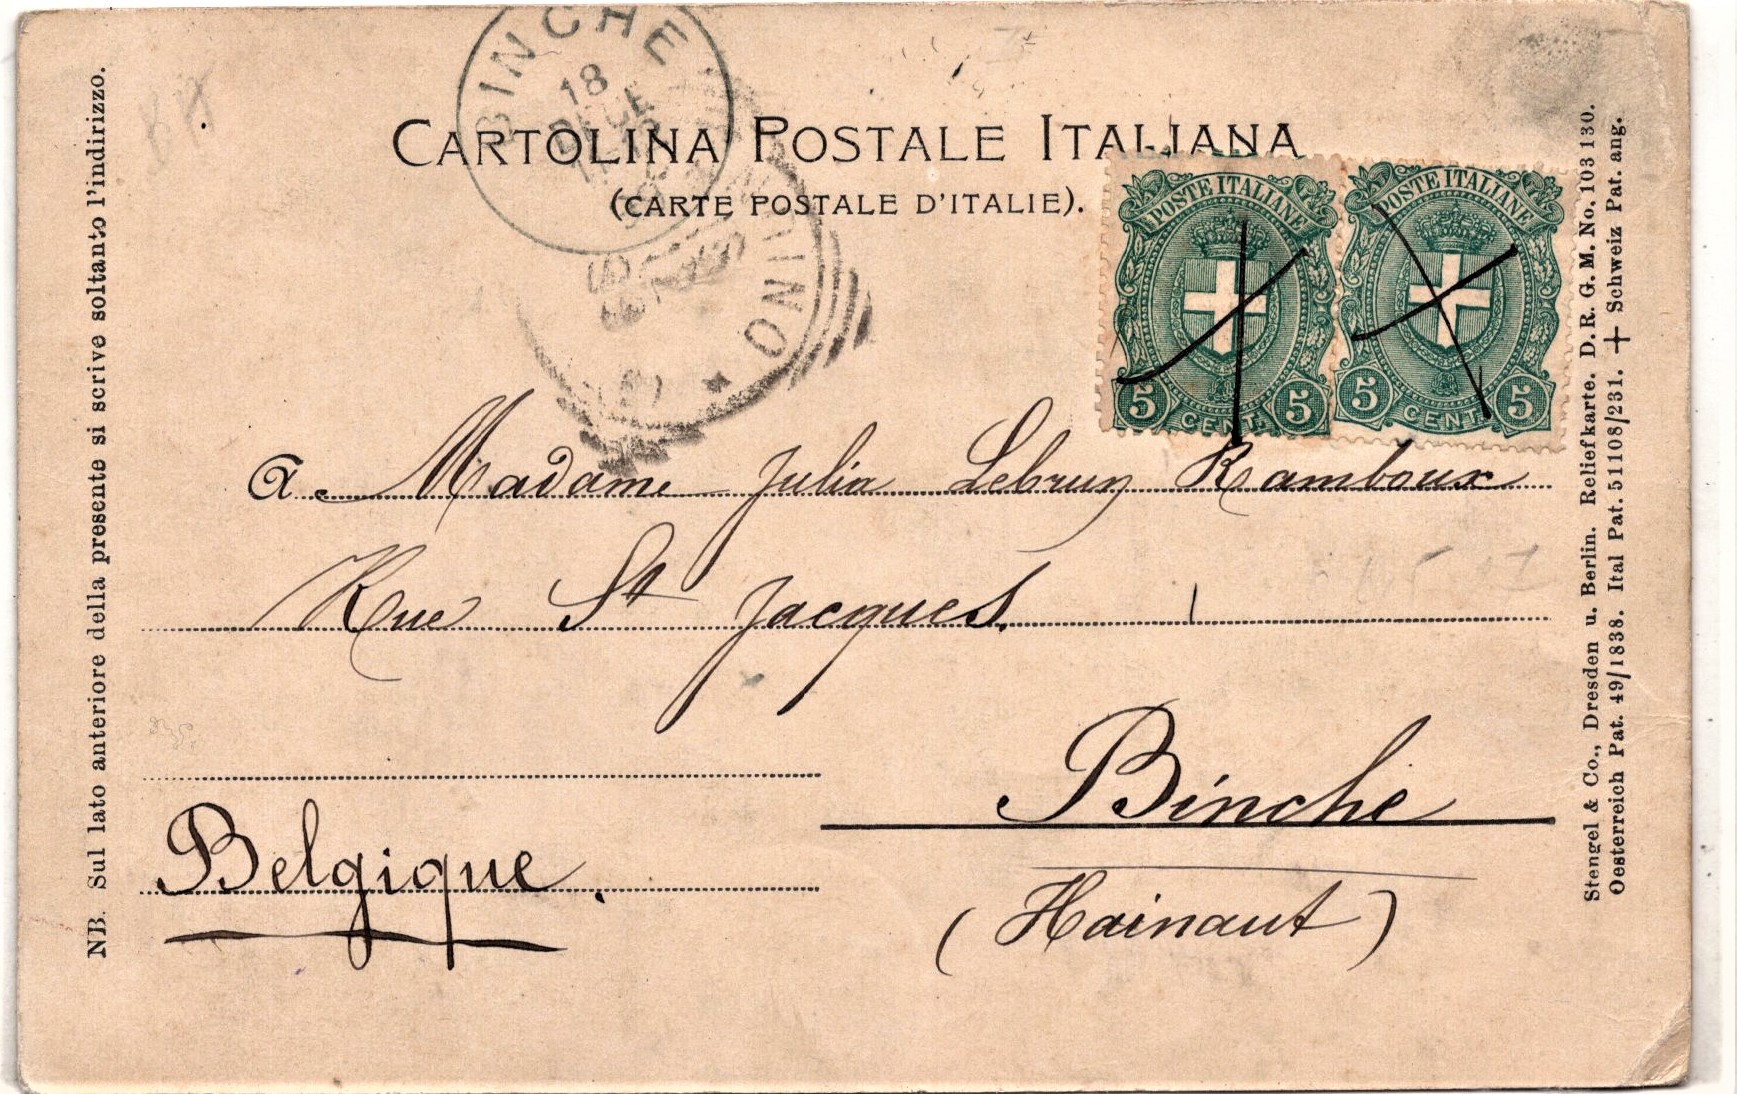 BINCHE
18
DECE
CARTOLINA POSTALE ITALIANA
(CARTE POSTALE D'ITALIE).
POSTE ITALIANE
5 CENT. 5
POSTE ITALIANE
5 CENT. 5
a Madame Julia Lebrun Ramboux
Rue St Jacques.
Binche
Belgique.
(Hainaut)
NB. Sul lato anteriore della presente si scrive soltanto l'indirizzo.
Stengel & Co., Dresden u. Berlin. Reliefkarte. D. R. G. M. No. 103 130.
Oesterreich Pat. 49/1838. Ital Pat. 51108/231. + Schweiz Pat. ang.